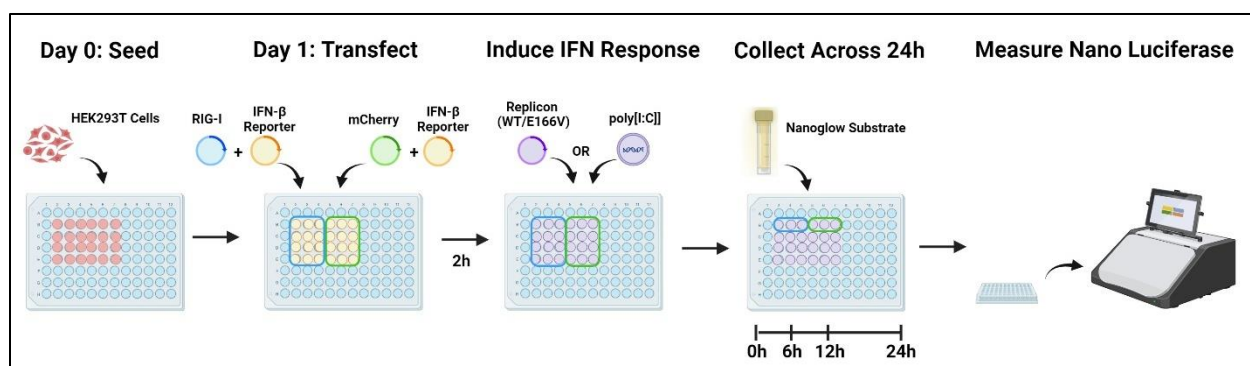 Day 0: Seed
Day 1: Transfect
Induce IFN Response
Collect Across 24h
Measure Nano Luciferase
HEK293T Cells
RIG-I
+
IFN-β
Reporter
mCherry
+
IFN-β
Reporter
Replicon
(WT/E166V)
OR
poly[I:C]]
Nanoglow Substrate
2h
0h 6h 12h 24h